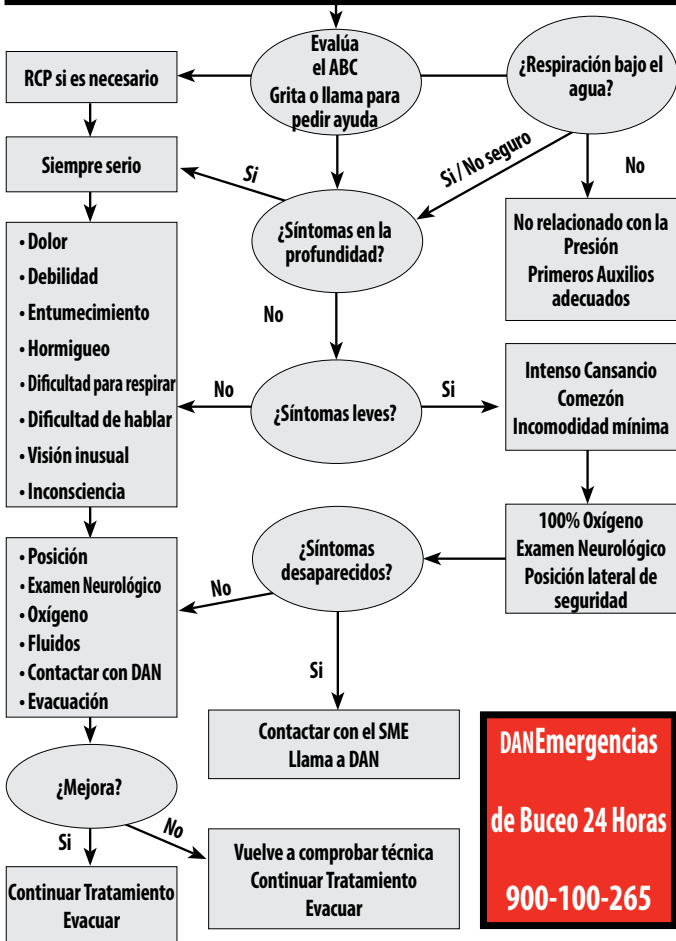 Evalúa
el ABC
Grita o llama para
pedir ayuda
RCP si es necesario
¿Respiración bajo el
agua?
Siempre serio
Si
Si / No seguro
No
¿Síntomas en la
profundidad?
No relacionado con la
Presión
Primeros Auxilios
adecuados
• Dolor
• Debilidad
• Entumecimiento
• Hormigueo
• Dificultad para respirar
• Dificultad de hablar
• Visión inusual
• Inconsciencia
No
No
¿Síntomas leves?
Si
Intenso Cansancio
Comezón
Incomodidad mínima
100% Oxígeno
Examen Neurológico
Posición lateral de
seguridad
¿Síntomas
desaparecidos?
No
• Posición
• Examen Neurológico
• Oxígeno
• Fluidos
• Contactar con DAN
• Evacuación
Si
Contactar con el SME
Llama a DAN
¿Mejora?
Si
No
Continuar Tratamiento
Evacuar
Vuelve a comprobar técnica
Continuar Tratamiento
Evacuar
DANEmergencias
de Buceo 24 Horas
900-100-265